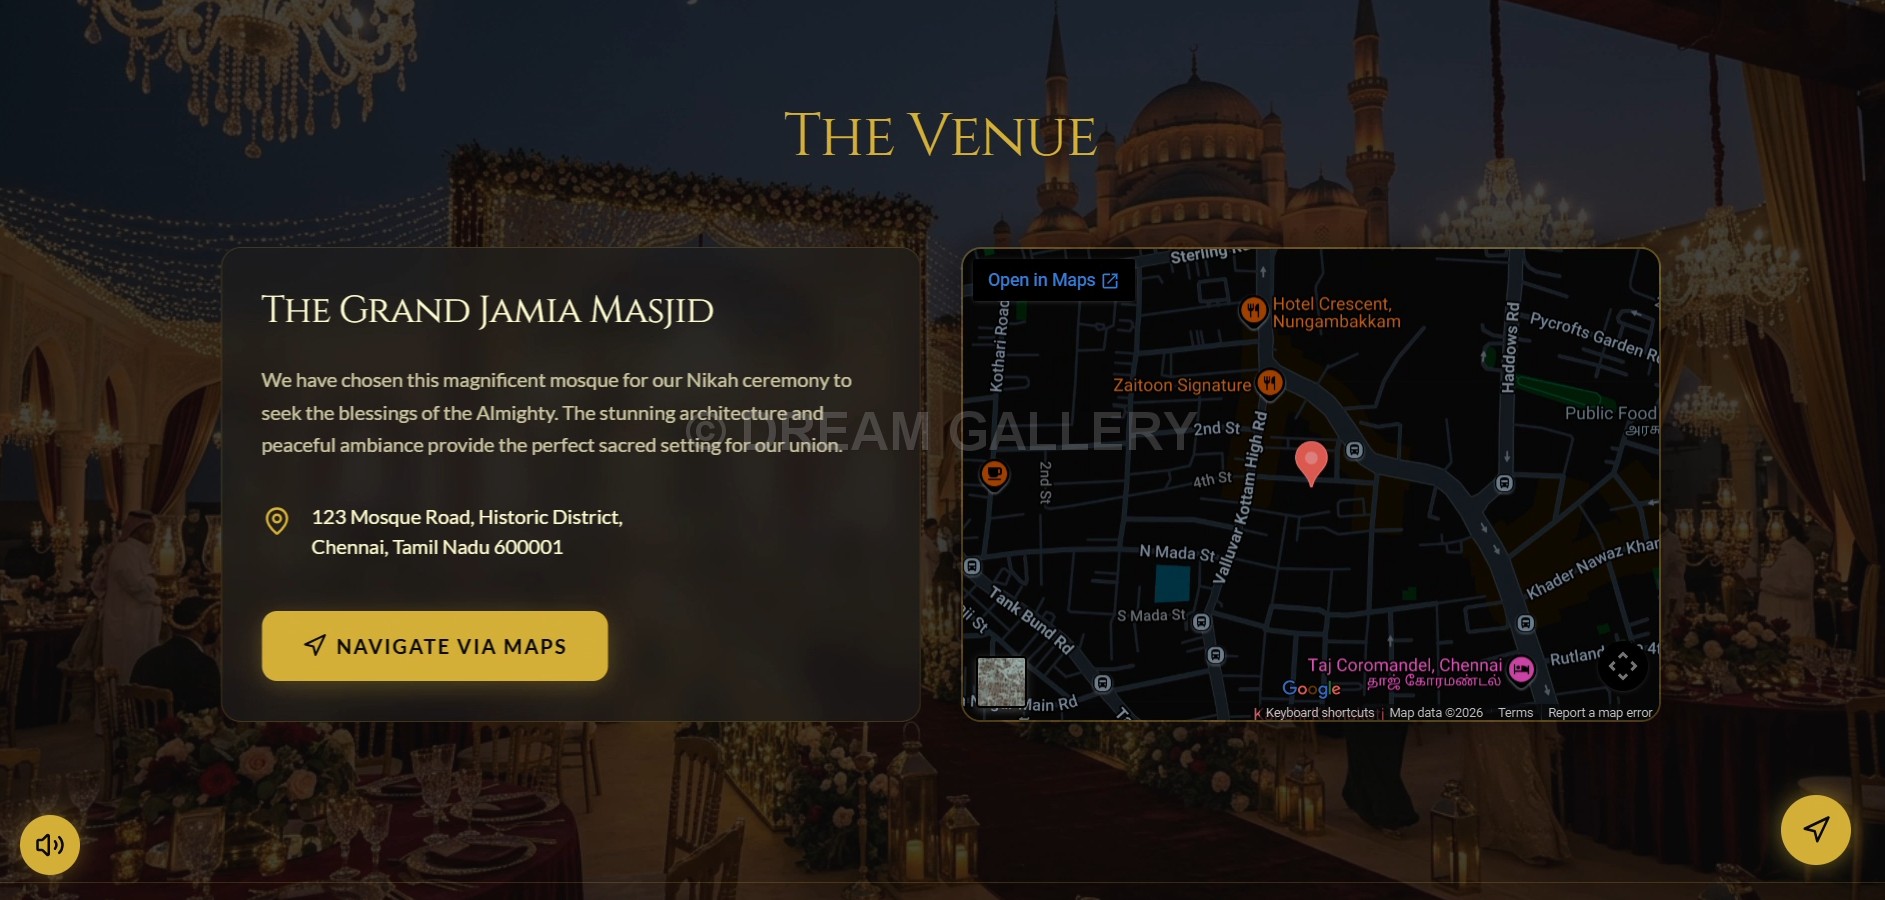 The Venue
The Grand Jamia Masjid
We have chosen this magnificent mosque for our Nikah ceremony to
seek the blessings of the Almighty. The stunning architecture and
peaceful ambiance provide the perfect sacred setting for our union.
123 Mosque Road, Historic District,
Chennai, Tamil Nadu 600001
NAVIGATE VIA MAPS
© DREAM GALLERY
Open in Maps
Sterling
Hotel Crescent,
Nungambakkam
Kothari Road
Haddows Rd
Pycrofts Garden
Zaitoon Signature
Public Food
2nd St
Valluvar Kottam High Rd
2nd St
4th St
N Mada St
Khader Nawaz Khan
Tank Bund Rd
S Mada St
Rutland
Taj Coromandel, Chennai
தாஜ் கோரமண்டல்
Google
Main Rd
Keyboard shortcuts
Map data ©2026
Terms
Report a map error